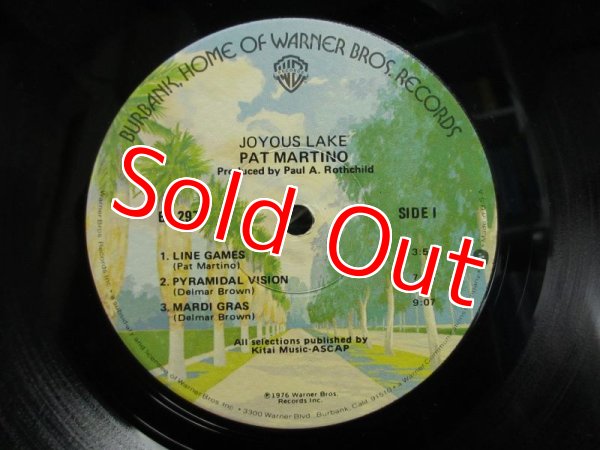 BURBANK, HOME OF WARNER BROS. RECORDS
JOYOUS LAKE
PAT MARTINO
Produced by Paul A. Rothchild
SIDE I
Sold Out
1. LINE GAMES
(Pat Martino)
2. PYRAMIDAL VISION
(Delmar Brown)
3. MARDI GRAS
(Delmar Brown)
9:07
All selections published by
Kitai Music-ASCAP
℗1976 Warner Bros.
Records Inc.
3300 Warner Blvd., Burbank, Calif. 91510